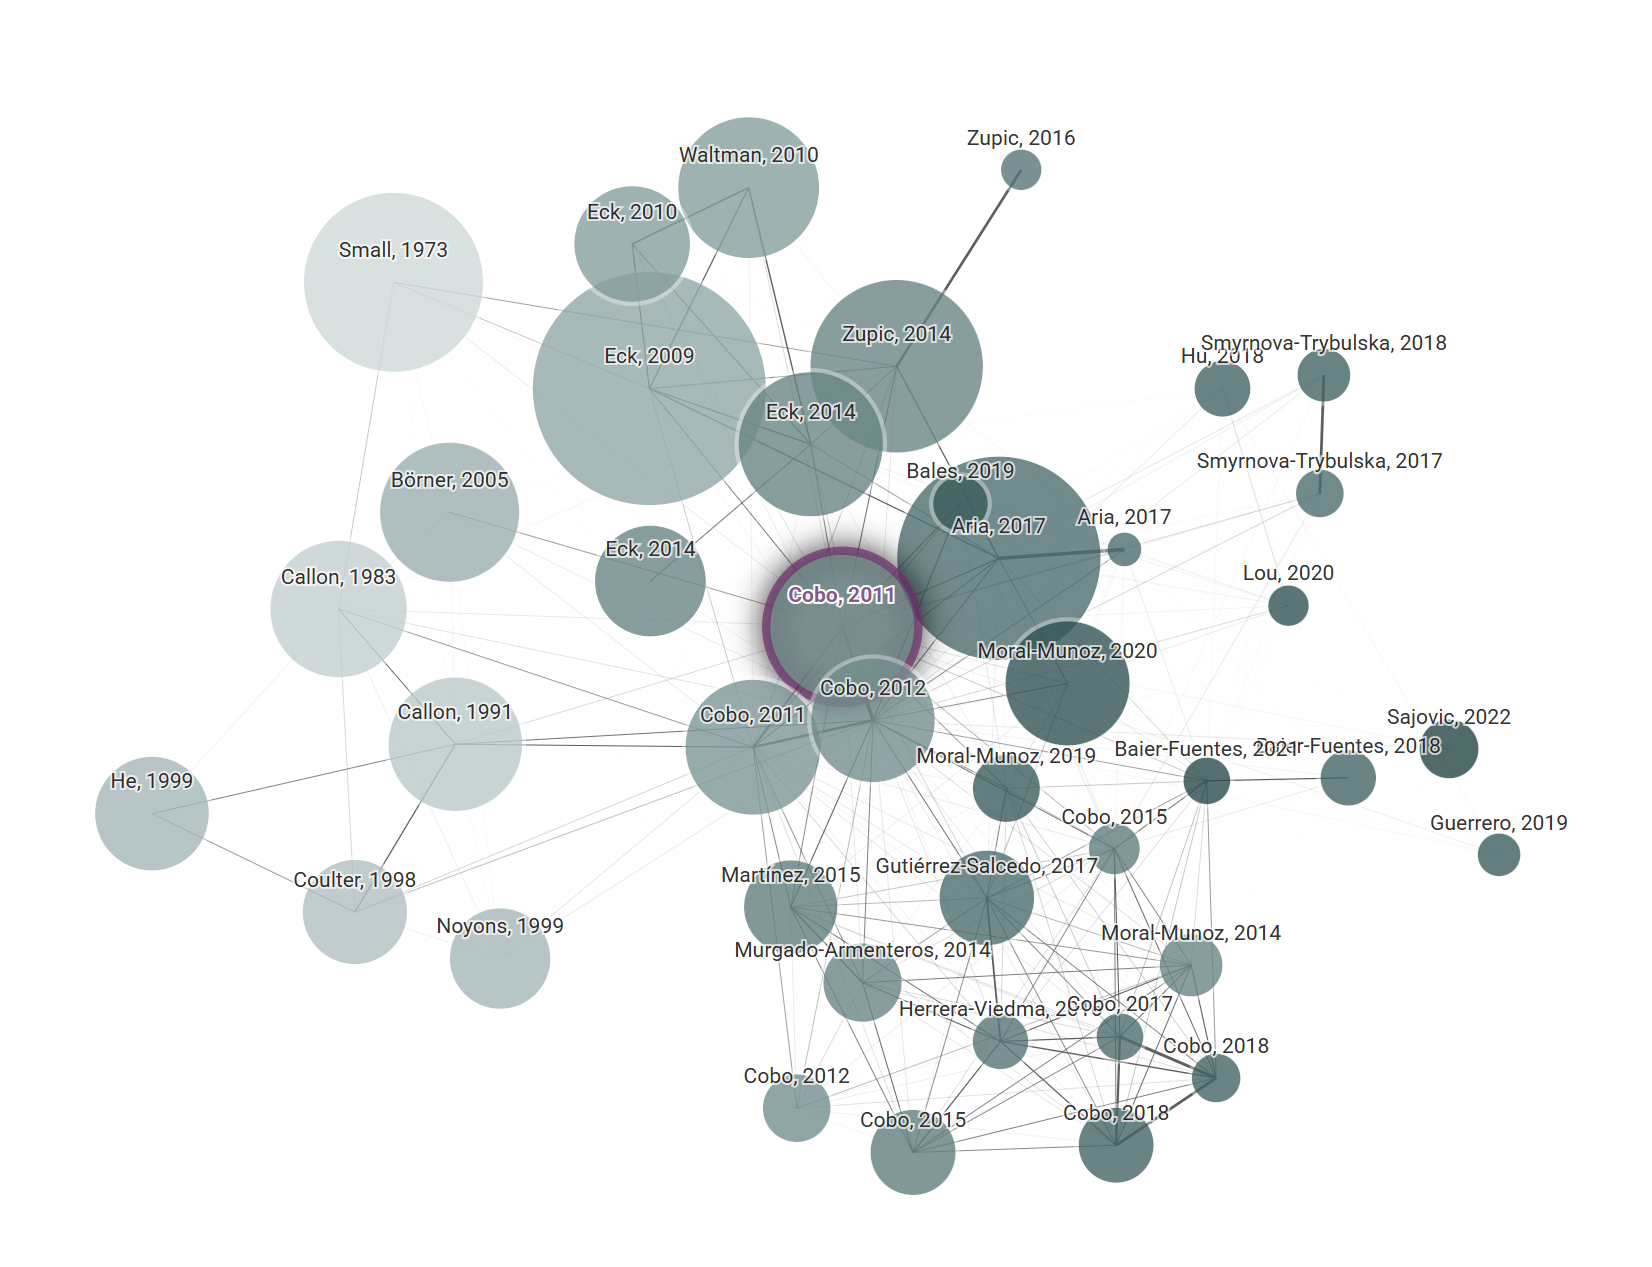 Zupic, 2016
Waltman, 2010
Eck, 2010
Small, 1973
Zupic, 2014
Smyrnova-Trybulska, 2018
Hu, 2018
Eck, 2009
Eck, 2014
Smyrnova-Trybulska, 2017
Bales, 2019
Börner, 2005
Aria, 2017
Aria, 2017
Eck, 2014
Lou, 2020
Callon, 1983
Cobo, 2011
Moral-Munoz, 2020
Cobo, 2012
Callon, 1991
Cobo, 2011
Sajovic, 2022
Baier-Fuentes, 2021
Baier-Fuentes, 2018
Moral-Munoz, 2019
He, 1999
Cobo, 2015
Guerrero, 2019
Gutiérrez-Salcedo, 2017
Martínez, 2015
Coulter, 1998
Noyons, 1999
Moral-Munoz, 2014
Murgado-Armenteros, 2014
Cobo, 2017
Herrera-Viedma,
Cobo, 2018
Cobo, 2012
Cobo, 2018
Cobo, 2015